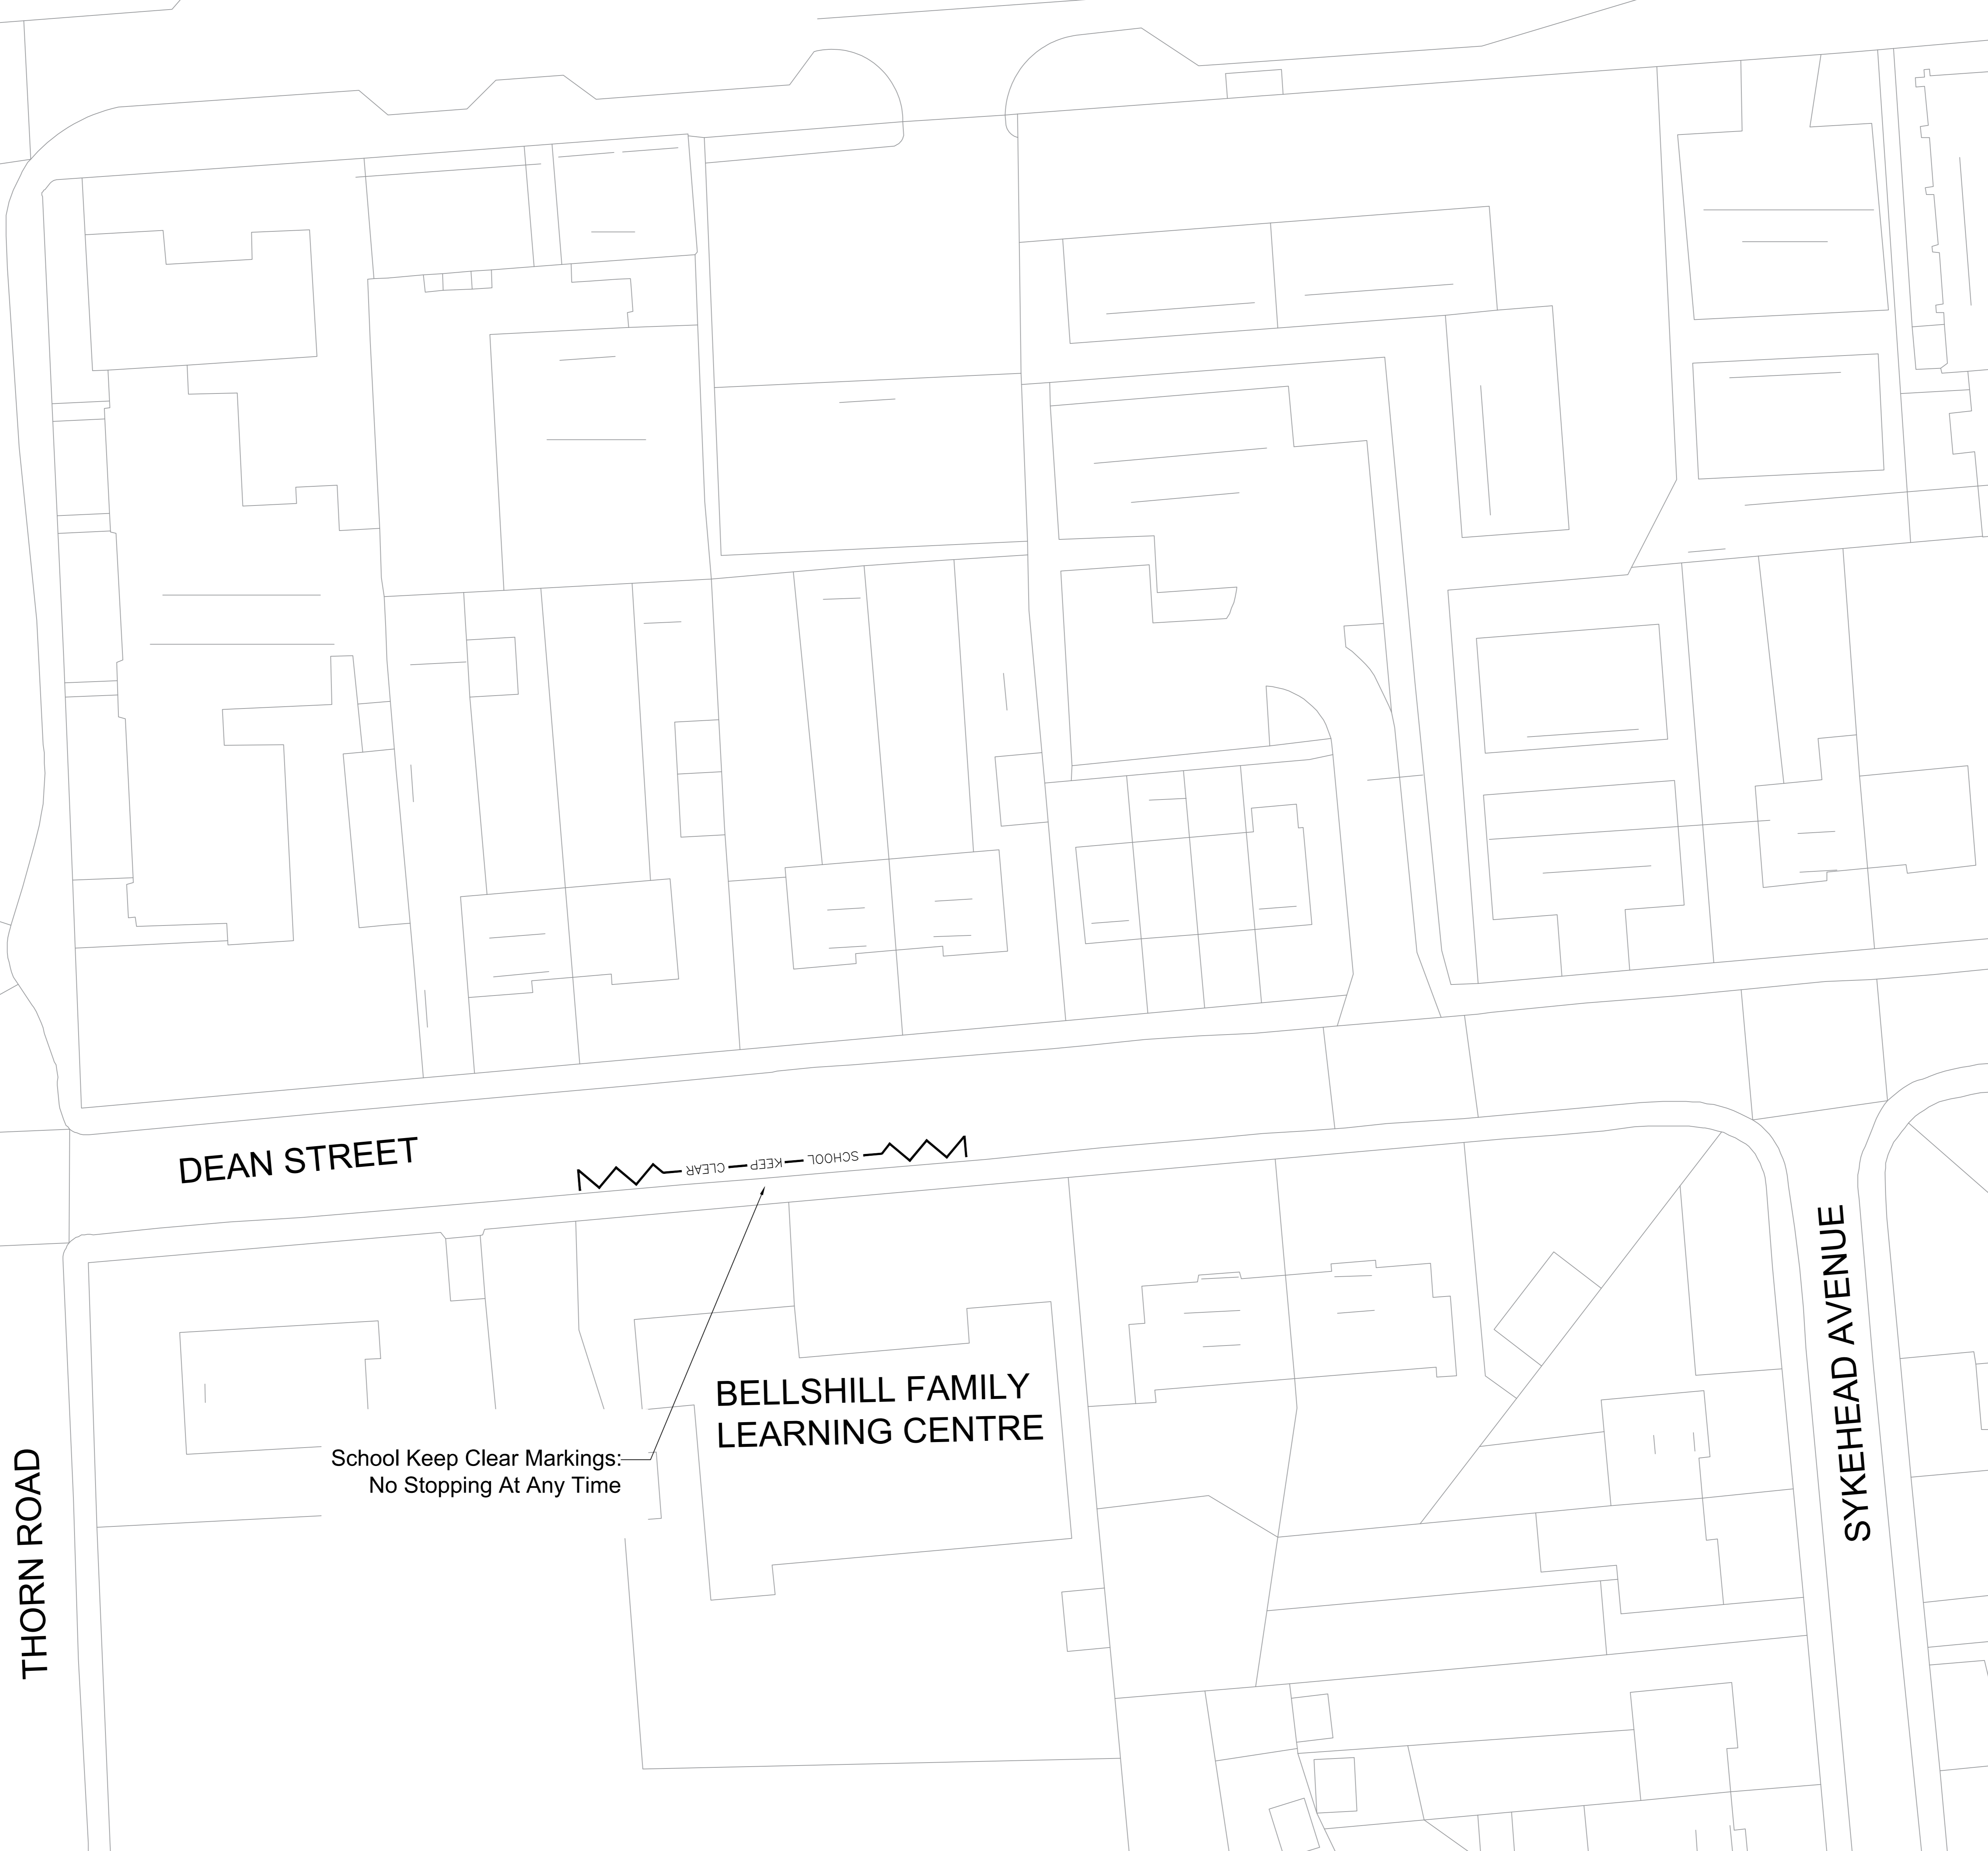 DEAN STREET
SCHOOL KEEP CLEAR
SYKEHEAD AVENUE
BELLSHILL FAMILY
LEARNING CENTRE
School Keep Clear Markings:
No Stopping At Any Time
THORN ROAD